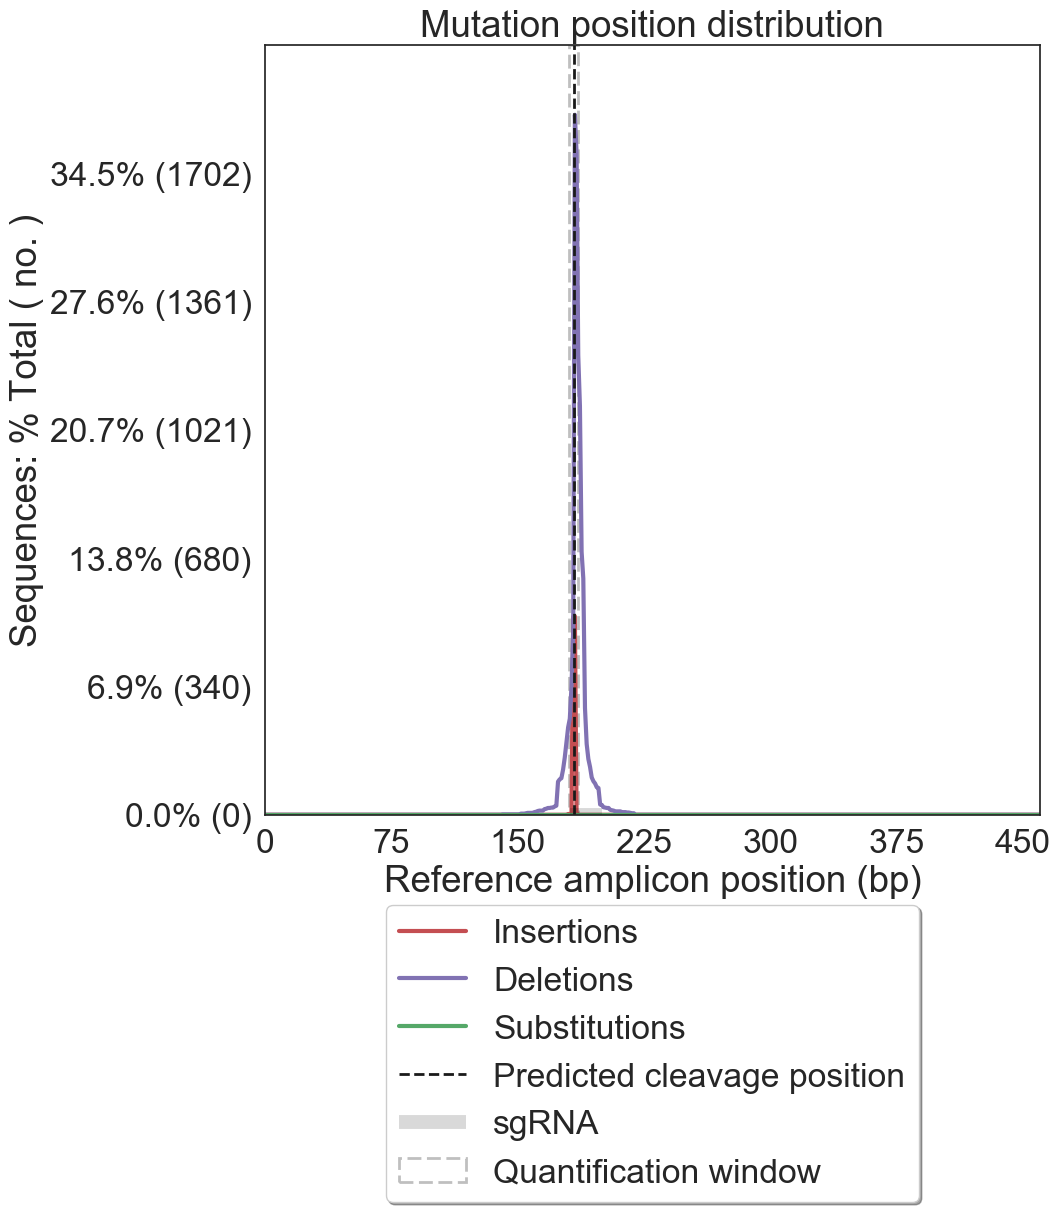 Mutation position distribution
Sequences: % Total ( no. )
34.5% (1702)
27.6% (1361)
20.7% (1021)
13.8% (680)
6.9% (340)
0.0% (0)
0 75 150 225 300 375 450
Reference amplicon position (bp)
Insertions
Deletions
Substitutions
Predicted cleavage position
sgRNA
Quantification window